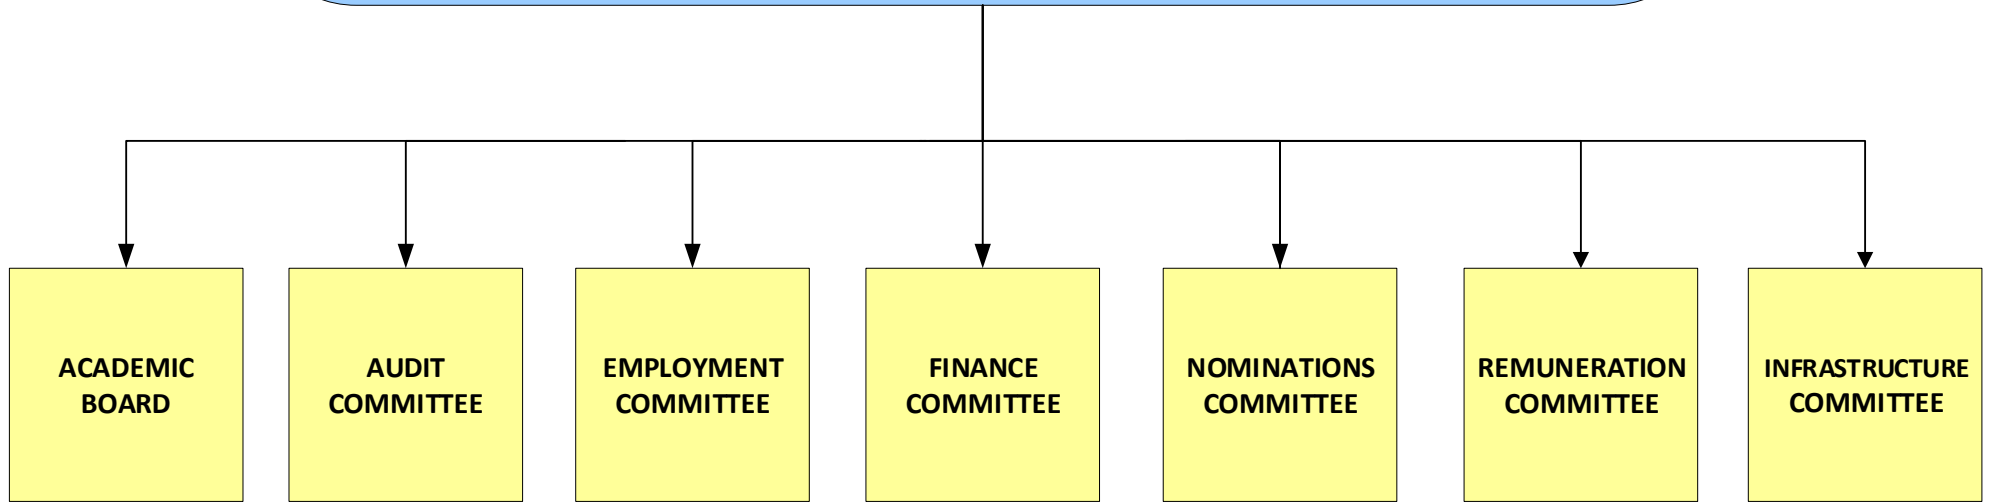 ACADEMIC
BOARD
AUDIT
COMMITTEE
EMPLOYMENT
COMMITTEE
FINANCE
COMMITTEE
NOMINATIONS
COMMITTEE
REMUNERATION
COMMITTEE
INFRASTRUCTURE
COMMITTEE